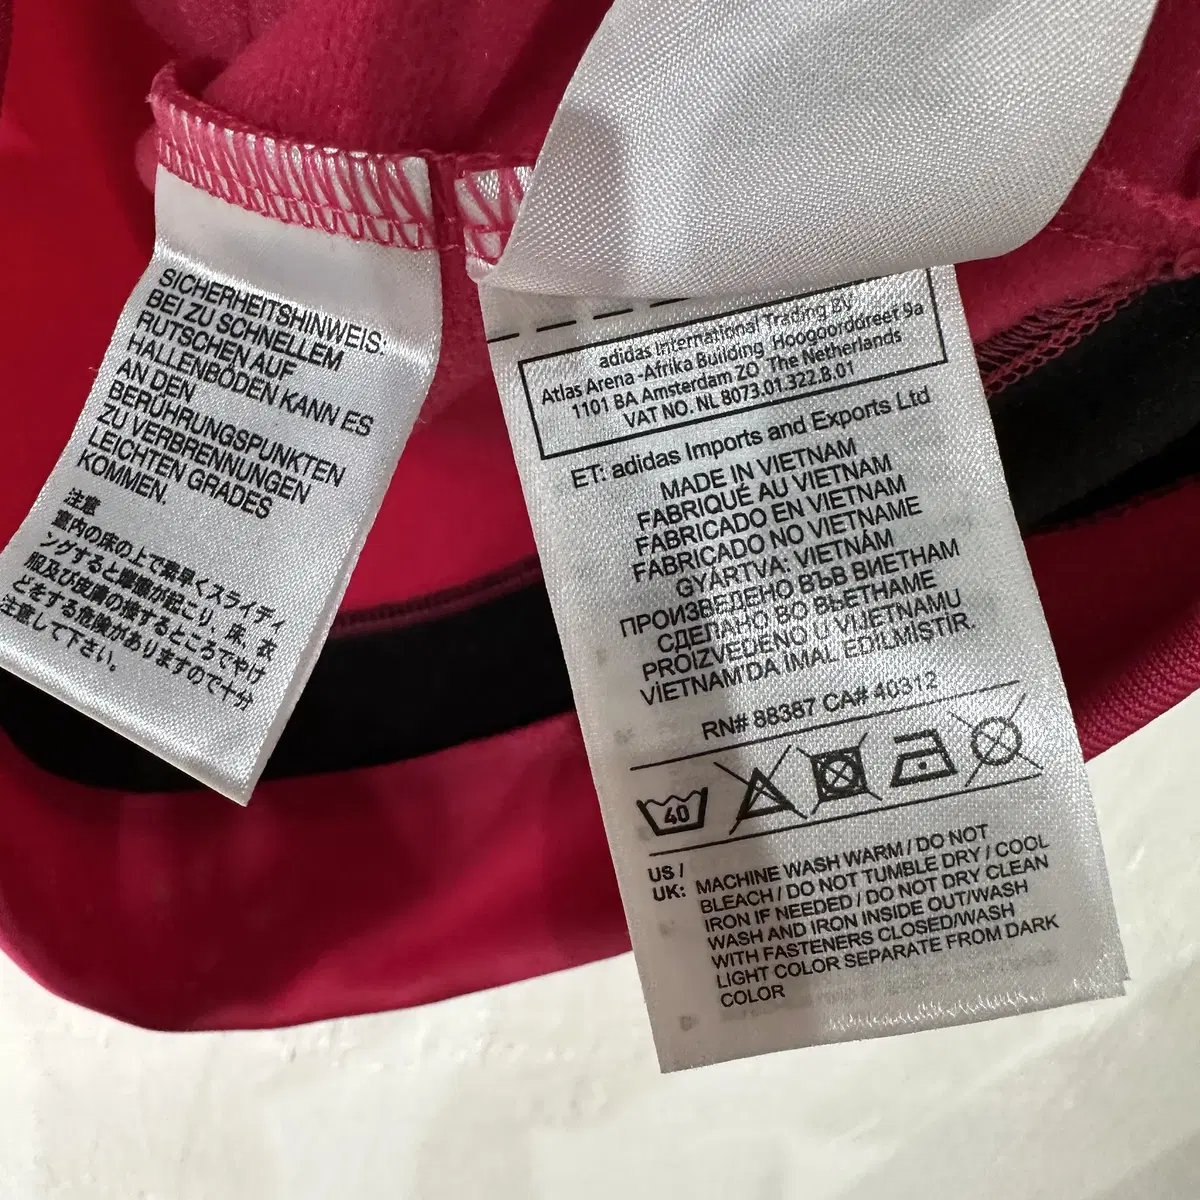 SICHERHEITSHINWEIS:
BEI ZU SCHNELLEM
RUTSCHEN AUF
HALLENBÖDEN KANN ES
AN DEN
BERÜHRUNGSPUNKTEN
ZU VERBRENNUNGEN
LEICHTEN GRADES
KOMMEN.
注意
室内の床の上で素早くスライディ
ングすると摩擦が起こり、床、衣
服及び皮膚の接するところでやけ
どをする危険がありますので十分
注意して下さい。
adidas International Trading BV
Atlas Arena -Afrika Building Hoogoorddreef 9a
1101 BA Amsterdam ZO The Netherlands
VAT NO. NL 8073.01.322.B.01
ET: adidas Imports and Exports Ltd
MADE IN VIETNAM
FABRIQUÉ AU VIETNAM
FABRICADO EN VIETNAM
FABRICADO NO VIETNAME
GYÁRTVA: VIETNÁM
ПРОИЗВЕДЕНО ВЪВ ВИЕТНАМ
СДЕЛАНО ВО ВЬЕТНАМЕ
PROIZVEDENO U VIJETNAMU
VİETNAM'DA İMAL EDİLMİŞTİR.
RN# 88387 CA# 40312
40
US / UK: MACHINE WASH WARM / DO NOT
BLEACH / DO NOT TUMBLE DRY / COOL
IRON IF NEEDED / DO NOT DRY CLEAN
WASH AND IRON INSIDE OUT/WASH
WITH FASTENERS CLOSED/WASH
LIGHT COLOR SEPARATE FROM DARK
COLOR